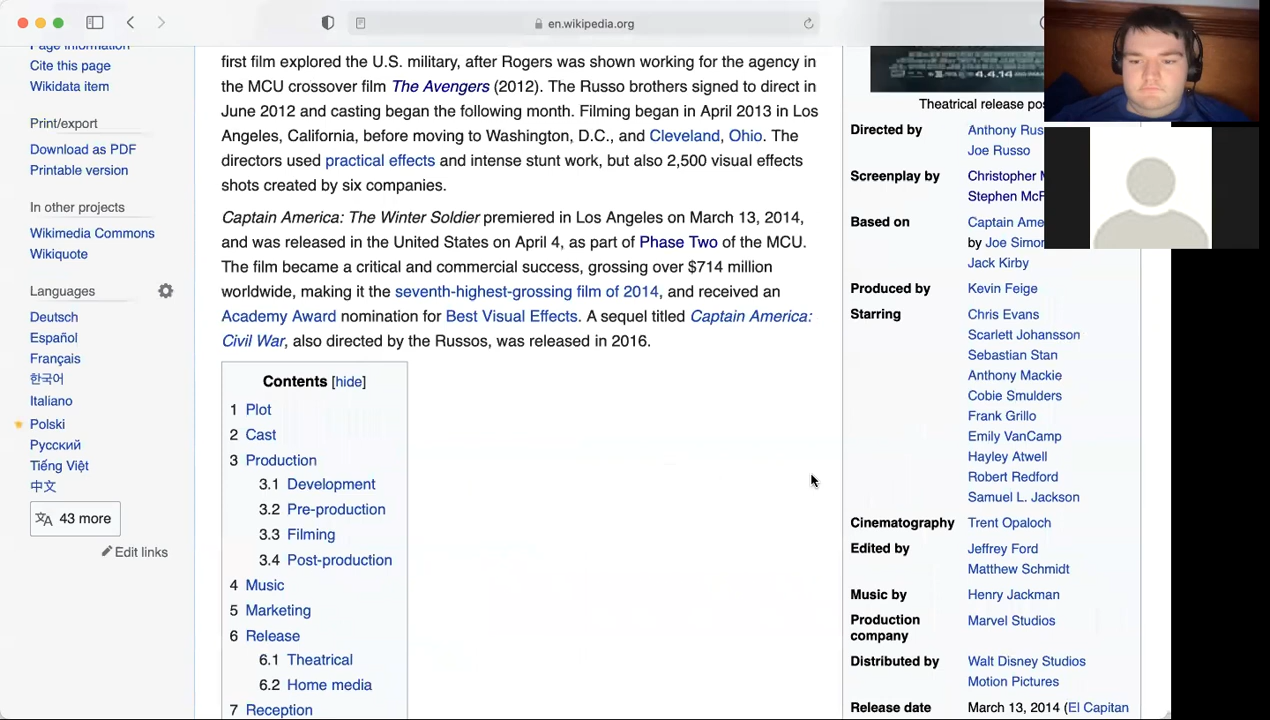 en.wikipedia.org
Page information
Cite this page
Wikidata item
Print/export
Download as PDF
Printable version
In other projects
Wikimedia Commons
Wikiquote
Languages
Deutsch
Español
Français
한국어
Italiano
Polski
Русский
Tiếng Việt
中文
43 more
Edit links
first film explored the U.S. military, after Rogers was shown working for the agency in
the MCU crossover film The Avengers (2012). The Russo brothers signed to direct in
June 2012 and casting began the following month. Filming began in April 2013 in Los
Angeles, California, before moving to Washington, D.C., and Cleveland, Ohio. The
directors used practical effects and intense stunt work, but also 2,500 visual effects
shots created by six companies.
Captain America: The Winter Soldier premiered in Los Angeles on March 13, 2014,
and was released in the United States on April 4, as part of Phase Two of the MCU.
The film became a critical and commercial success, grossing over $714 million
worldwide, making it the seventh-highest-grossing film of 2014, and received an
Academy Award nomination for Best Visual Effects. A sequel titled Captain America:
Civil War, also directed by the Russos, was released in 2016.
Contents [hide]
1 Plot
2 Cast
3 Production
3.1 Development
3.2 Pre-production
3.3 Filming
3.4 Post-production
4 Music
5 Marketing
6 Release
6.1 Theatrical
6.2 Home media
7 Reception
4.4.14
Theatrical release pos
Directed by Anthony Rus
Joe Russo
Screenplay by Christopher M
Stephen McF
Based on Captain Ame
by Joe Simo
Jack Kirby
Produced by Kevin Feige
Starring Chris Evans
Scarlett Johansson
Sebastian Stan
Anthony Mackie
Cobie Smulders
Frank Grillo
Emily VanCamp
Hayley Atwell
Robert Redford
Samuel L. Jackson
Cinematography Trent Opaloch
Edited by Jeffrey Ford
Matthew Schmidt
Music by Henry Jackman
Production Marvel Studios
company
Distributed by Walt Disney Studios
Motion Pictures
Release date March 13, 2014 (El Capitan